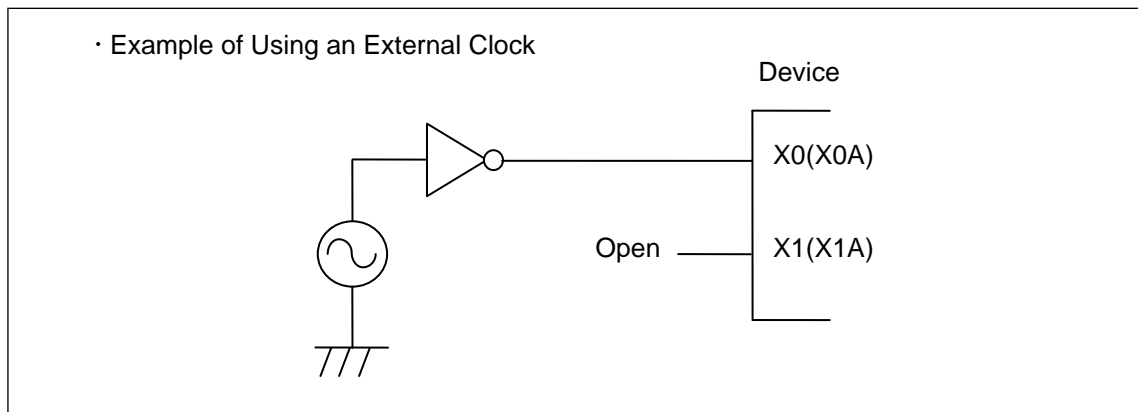 · Example of Using an External Clock
Device
X0(X0A)
Open
X1(X1A)